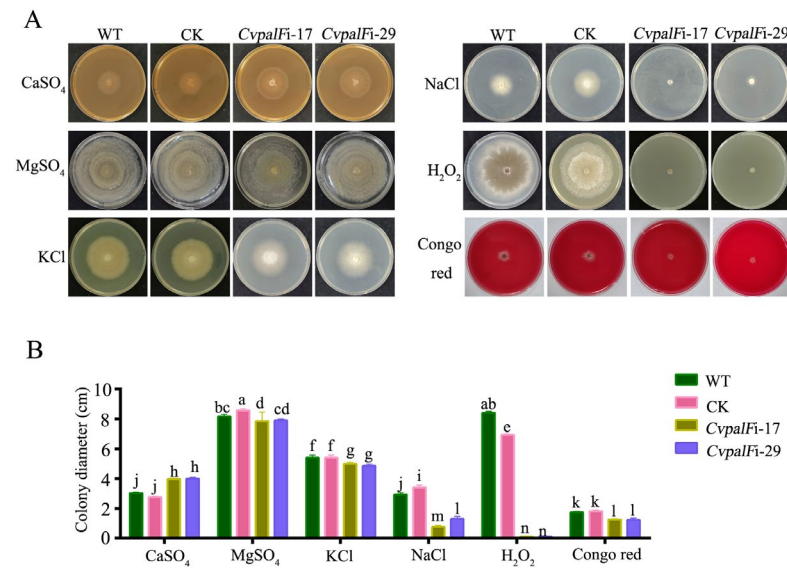 A
WT CK CvpalFi-17 CvpalFi-29
CaSO₄
MgSO₄
KCl
WT CK CvpalFi-17 CvpalFi-29
NaCl
H₂O₂
Congo
red
B
Colony diameter (cm)
10
8
6
4
2
0
j j h h
bc a d cd
f f g g
j i m l
ab e n n
k k l l
CaSO₄ MgSO₄ KCl NaCl H₂O₂ Congo red
WT
CK
CvpalFi-17
CvpalFi-29